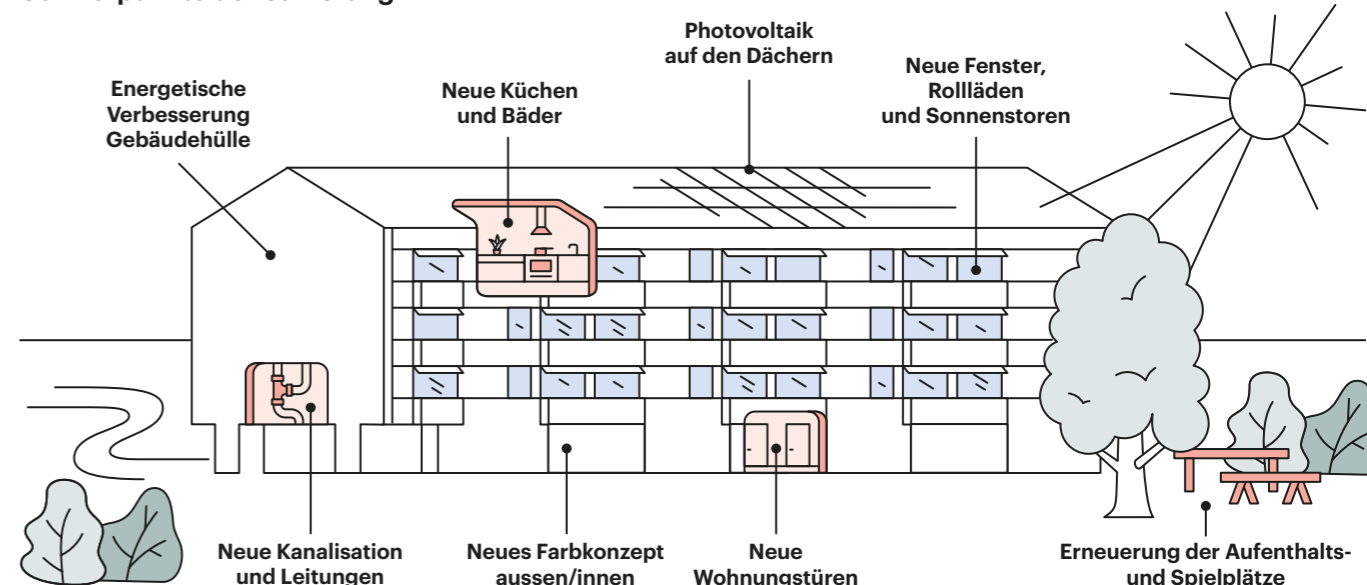 Photovoltaik
auf den Dächern
Neue Fenster,
Rollläden
und Sonnenstoren
Neue Küchen
und Bäder
Energetische
Verbesserung
Gebäudehülle
Neue Kanalisation
und Leitungen
Neues Farbkonzept
aussen/innen
Neue
Wohnungstüren
Erneuerung der Aufenthalts-
und Spielplätze